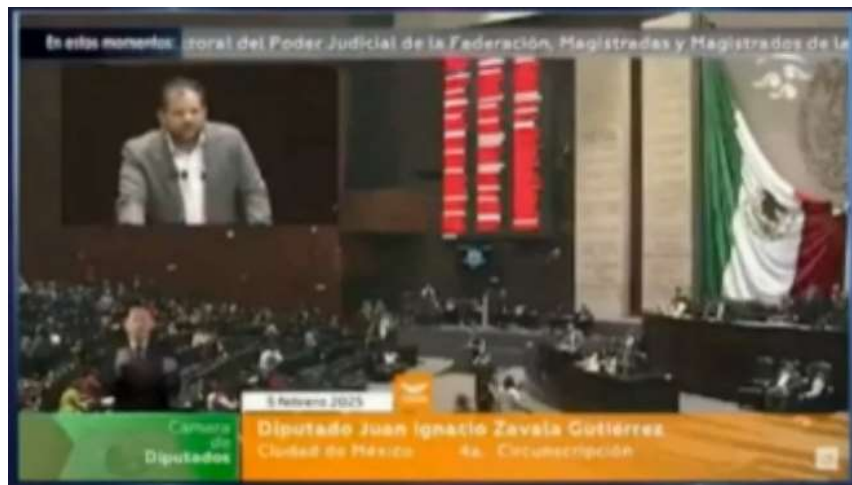 En estos momentos: toral del Poder Judicial de la Federación, Magistradas y Magistrados de la
5 febrero 2025
Cámara
de
Diputados
Diputado Juan Ignacio Zavala Gutiérrez
Ciudad de México 4a. Circunscripción